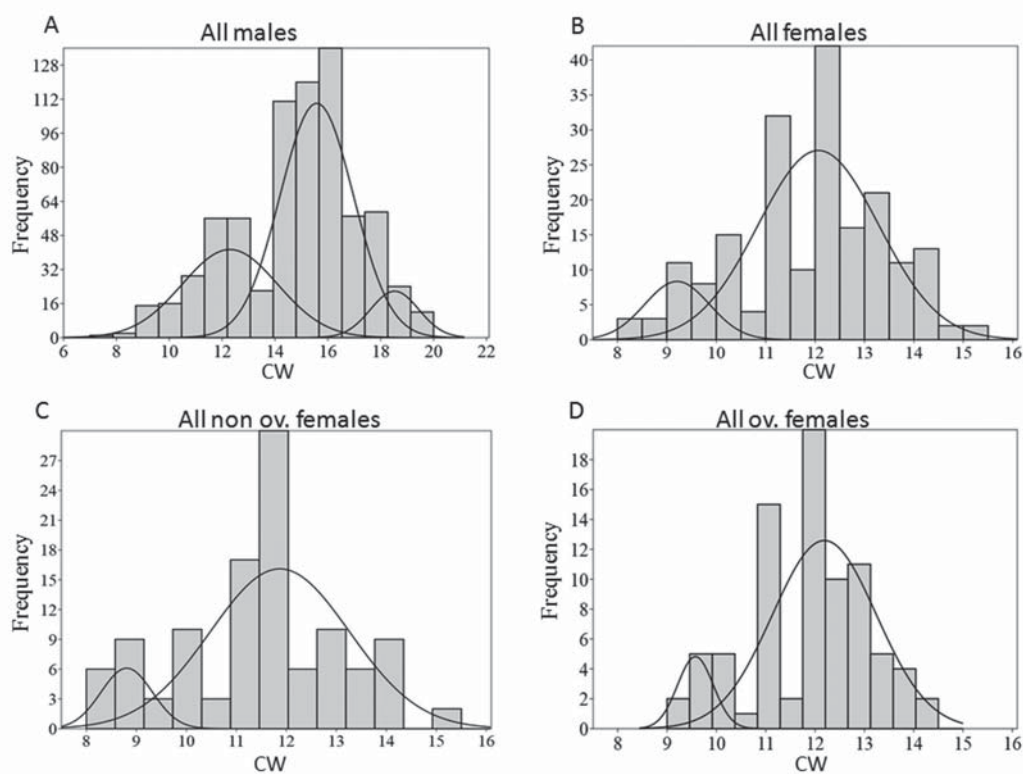 A
All males
128
112
96
80
64
48
32
16
0
Frequency
6 8 10 12 14 16 18 20 22
CW
B
All females
40
35
30
25
20
15
10
5
0
Frequency
8 9 10 11 12 13 14 15 16
CW
C
All non ov. females
27
24
21
18
15
12
9
6
3
0
Frequency
8 9 10 11 12 13 14 15 16
CW
D
All ov. females
18
16
14
12
10
8
6
4
2
0
Frequency
8 9 10 11 12 13 14 15 16
CW